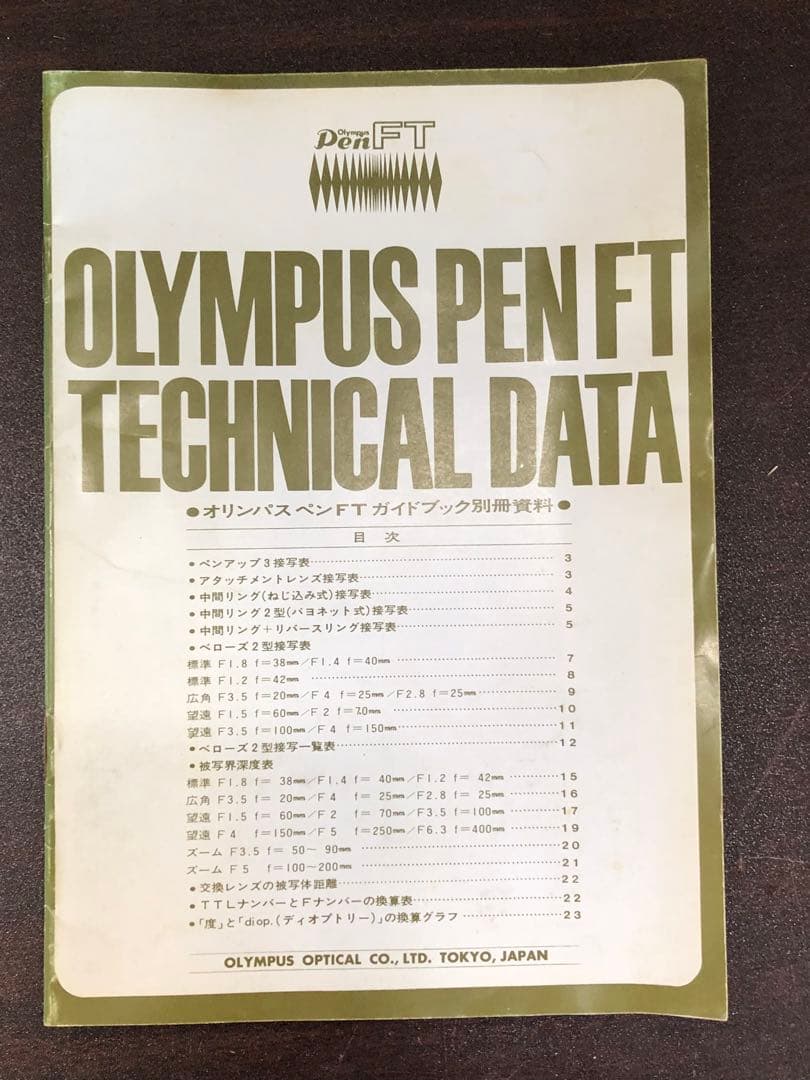 Olympus
Pen FT
OLYMPUS PEN FT
TECHNICAL DATA
●オリンパス ペンFT ガイドブック別冊資料●
目 次
●ペンアップ3接写表 3
●アタッチメントレンズ接写表 3
●中間リング(ねじ込み式)接写表 4
●中間リング2型(バヨネット式)接写表 5
●中間リング+リバースリング接写表 5
●ベローズ2型接写表
標準 F1.8 f=38mm/F1.4 f=40mm 7
標準 F1.2 f=42mm 8
広角 F3.5 f=20mm/F4 f=25mm/F2.8 f=25mm 9
望遠 F1.5 f=60mm/F2 f=70mm 10
望遠 F3.5 f=100mm/F4 f=150mm 11
●ベローズ2型接写一覧表 12
●被写界深度表
標準 F1.8 f= 38mm/F1.4 f= 40mm/F1.2 f= 42mm 15
広角 F3.5 f= 20mm/F4 f= 25mm/F2.8 f= 25mm 16
望遠 F1.5 f= 60mm/F2 f= 70mm/F3.5 f=100mm 17
望遠 F4 f=150mm/F5 f=250mm/F6.3 f=400mm 19
ズーム F3.5 f= 50~ 90mm 20
ズーム F5 f=100~200mm 21
●交換レンズの被写体距離 22
●TTLナンバーとFナンバーの換算表 22
●「度」と「diop.(ディオプトリー)」の換算グラフ 23
OLYMPUS OPTICAL CO., LTD. TOKYO, JAPAN